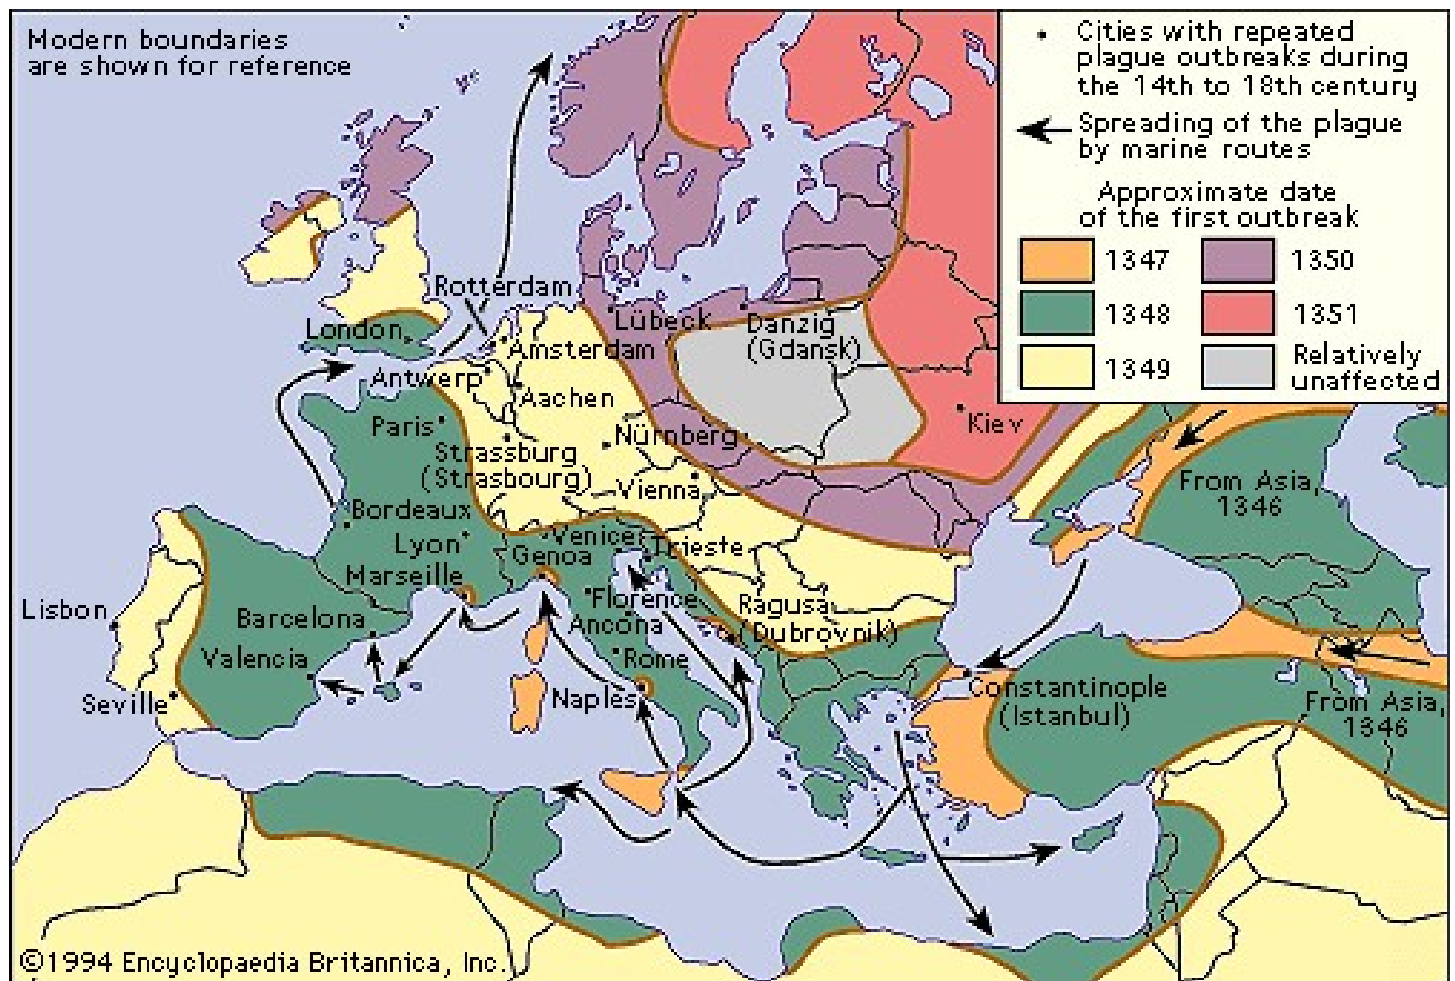 Modern boundaries
are shown for reference
Cities with repeated
plague outbreaks during
the 14th to 18th century
Spreading of the plague
by marine routes
Approximate date
of the first outbreak
1347
1350
1348
1351
1349
Relatively
unaffected
Rotterdam
London
Lübeck
Danzig
(Gdansk)
Amsterdam
Antwerp
Aachen
Paris
Kiev
Nürnberg
Strassburg
(Strasbourg)
Vienna
From Asia,
1346
Bordeaux
Lyon
Venice
Genoa
Trieste
Marseille
Lisbon
Barcelona
Florence
Ragusa
(Dubrovnik)
Ancona
Valencia
Rome
Seville
Naples
Constantinople
(Istanbul)
From Asia,
1346
©1994 Encyclopaedia Britannica, Inc.